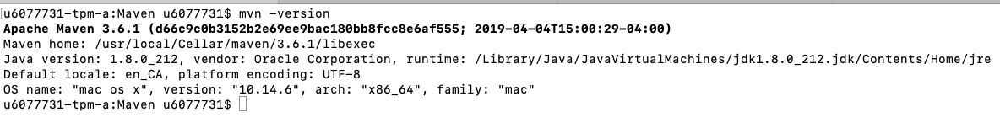 u6077731-tpm-a:Maven u6077731$ mvn -version
Apache Maven 3.6.1 (d66c9c0b3152b2e69ee9bac180bb8fcc8e6af555; 2019-04-04T15:00:29-04:00)
Maven home: /usr/local/Cellar/maven/3.6.1/libexec
Java version: 1.8.0_212, vendor: Oracle Corporation, runtime: /Library/Java/JavaVirtualMachines/jdk1.8.0_212.jdk/Contents/Home/jre
Default locale: en_CA, platform encoding: UTF-8
OS name: "mac os x", version: "10.14.6", arch: "x86_64", family: "mac"
u6077731-tpm-a:Maven u6077731$